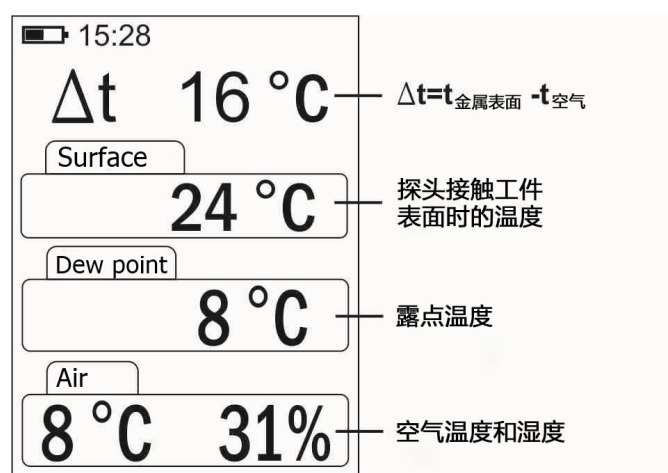 15:28
Δt 16 °C
Δt=t金属表面 -t空气
Surface
24 °C
探头接触工件
表面时的温度
Dew point
8 °C
露点温度
Air
8 °C 31%
空气温度和湿度